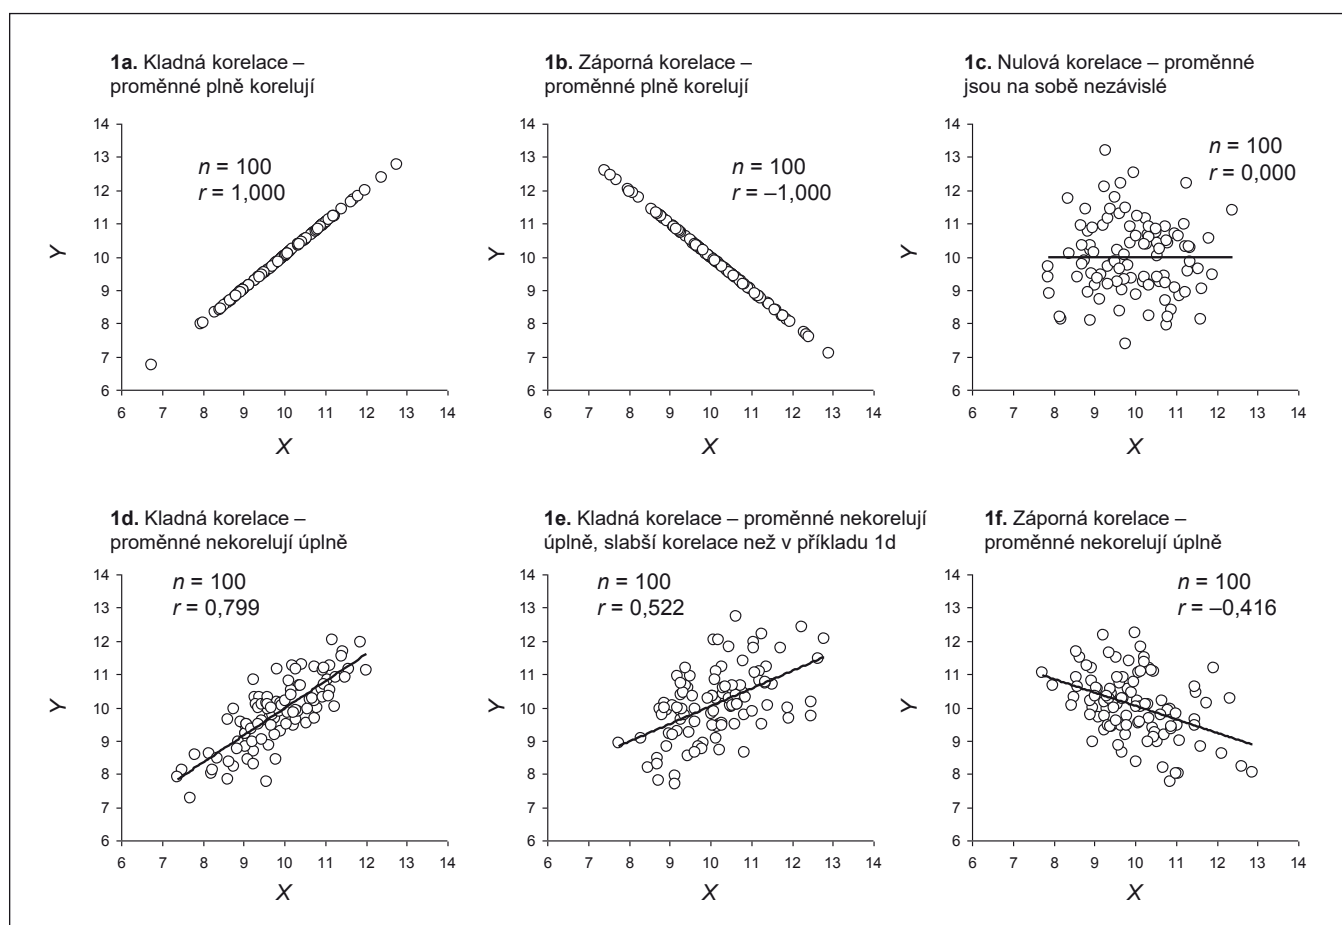 1a. Kladná korelace –
proměnné plně korelují
n = 100
r = 1,000
14
13
12
11
10
9
8
7
6
Y
6 7 8 9 10 11 12 13 14
X
1b. Záporná korelace –
proměnné plně korelují
n = 100
r = –1,000
14
13
12
11
10
9
8
7
6
Y
6 7 8 9 10 11 12 13 14
X
1c. Nulová korelace – proměnné
jsou na sobě nezávislé
n = 100
r = 0,000
14
13
12
11
10
9
8
7
6
Y
6 7 8 9 10 11 12 13 14
X
1d. Kladná korelace –
proměnné nekorelují úplně
n = 100
r = 0,799
14
13
12
11
10
9
8
7
6
Y
6 7 8 9 10 11 12 13 14
X
1e. Kladná korelace – proměnné nekorelují
úplně, slabší korelace než v příkladu 1d
n = 100
r = 0,522
14
13
12
11
10
9
8
7
6
Y
6 7 8 9 10 11 12 13 14
X
1f. Záporná korelace –
proměnné nekorelují úplně
n = 100
r = –0,416
14
13
12
11
10
9
8
7
6
Y
6 7 8 9 10 11 12 13 14
X